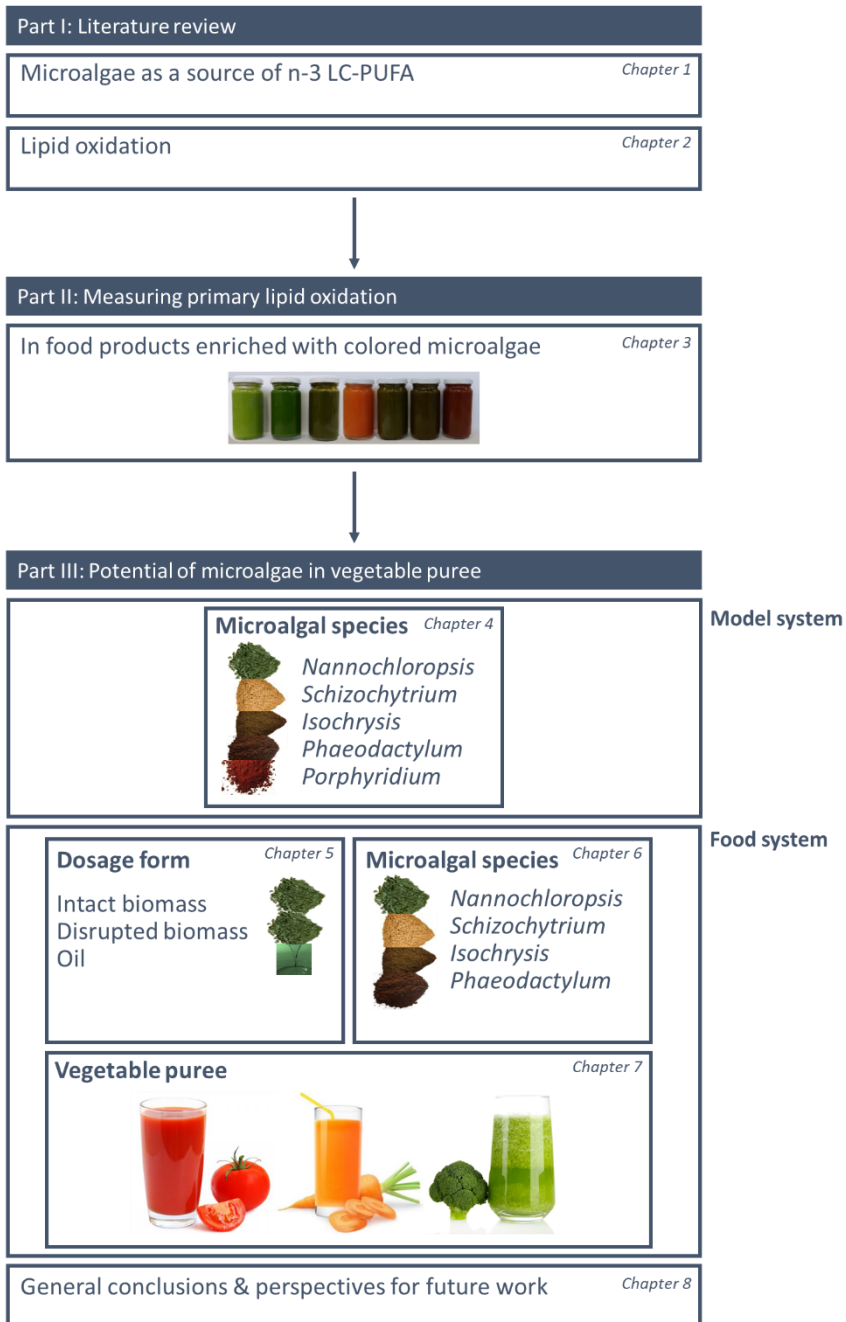 Part I: Literature review
Microalgae as a source of n-3 LC-PUFA
Chapter 1
Lipid oxidation
Chapter 2
Part II: Measuring primary lipid oxidation
In food products enriched with colored microalgae
Chapter 3
Part III: Potential of microalgae in vegetable puree
Model system
Microalgal species
Chapter 4
Nannochloropsis
Schizochytrium
Isochrysis
Phaeodactylum
Porphyridium
Food system
Dosage form
Chapter 5
Intact biomass
Disrupted biomass
Oil
Microalgal species
Chapter 6
Nannochloropsis
Schizochytrium
Isochrysis
Phaeodactylum
Vegetable puree
Chapter 7
General conclusions & perspectives for future work
Chapter 8